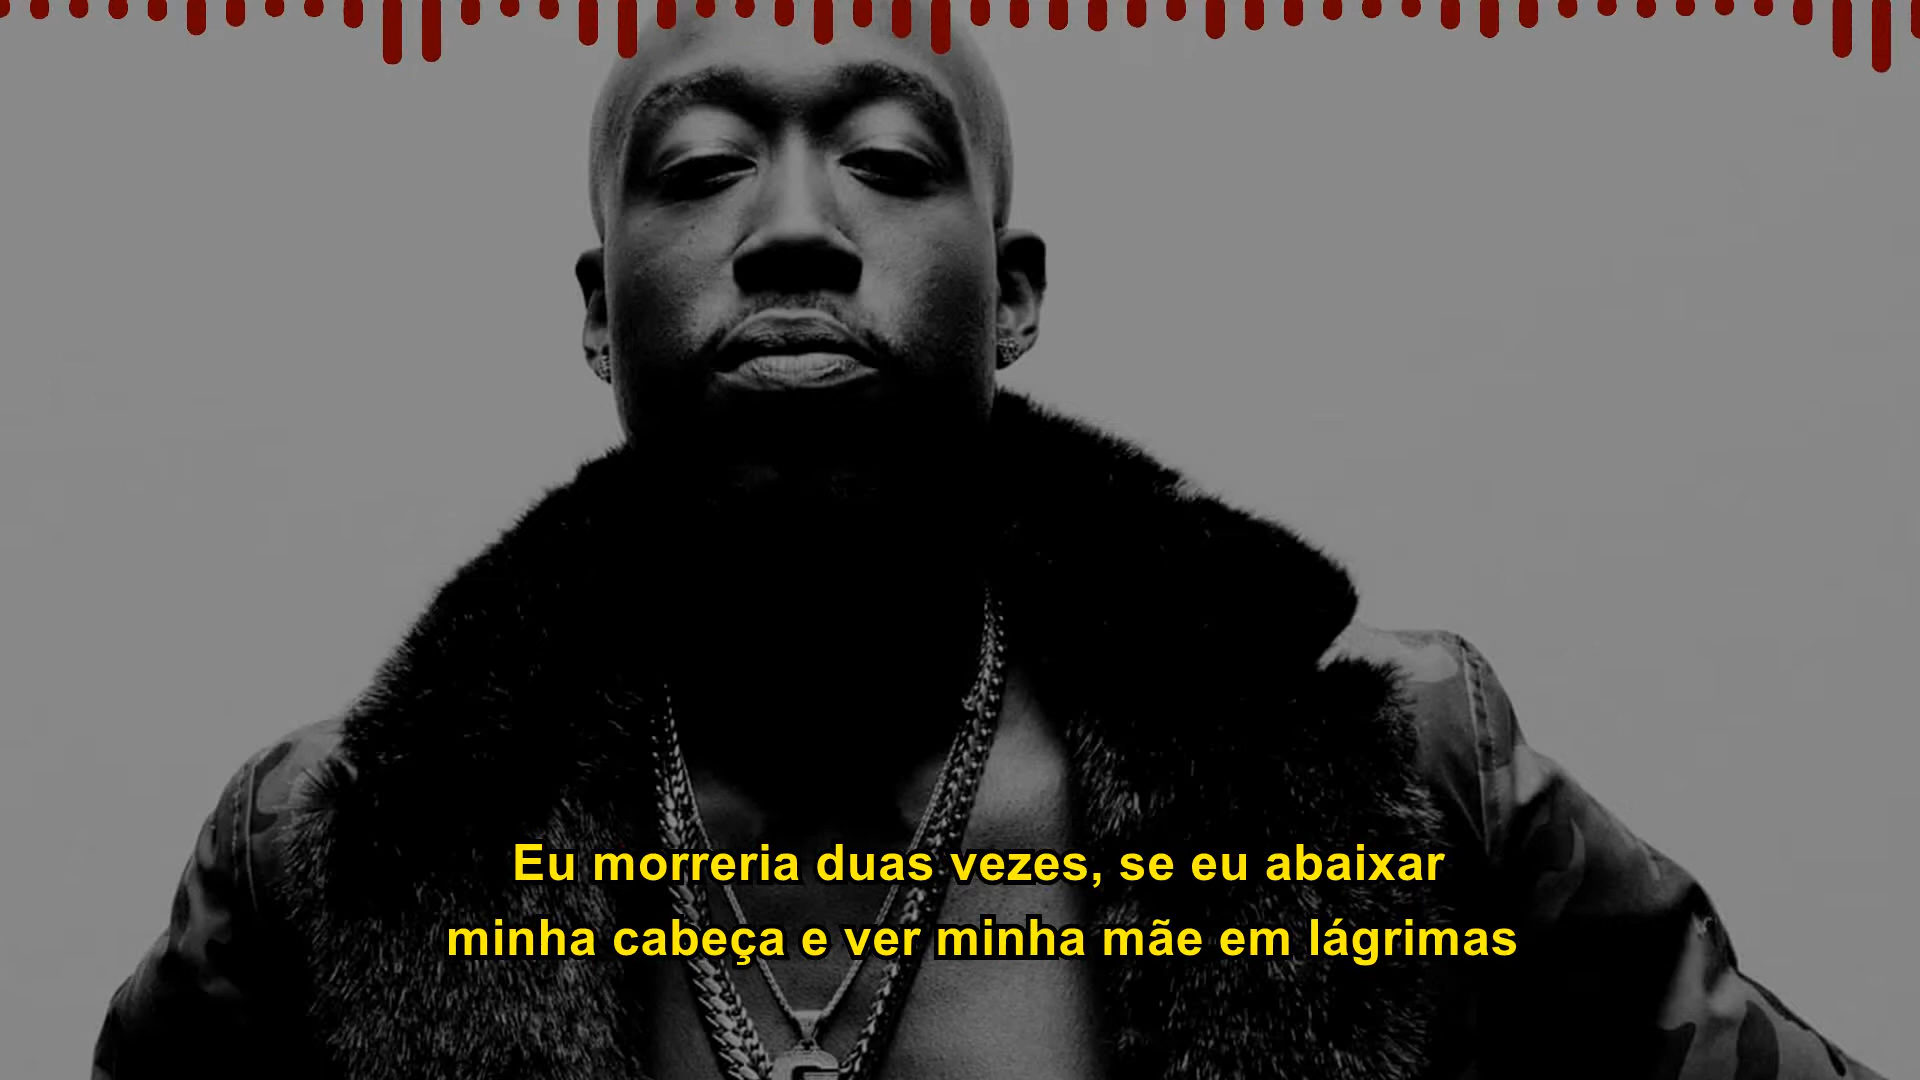 Eu morreria duas vezes, se eu abaixar
minha cabeça e ver minha mãe em lágrimas